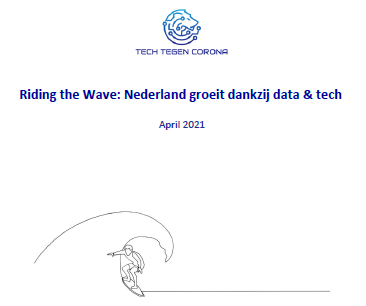 TECH TEGEN CORONA
Riding the Wave: Nederland groeit dankzij data & tech
April 2021